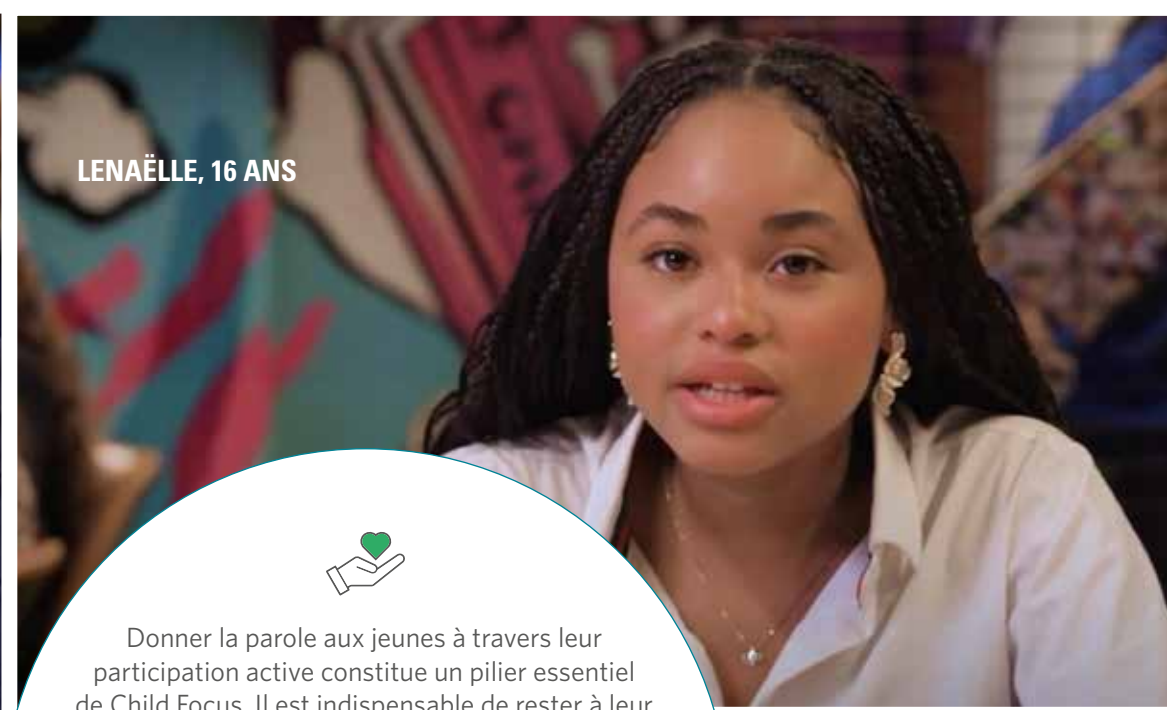 LENAËLLE, 16 ANS
Donner la parole aux jeunes à travers leur
participation active constitue un pilier essentiel
de Child Focus. Il est indispensable de rester à leur